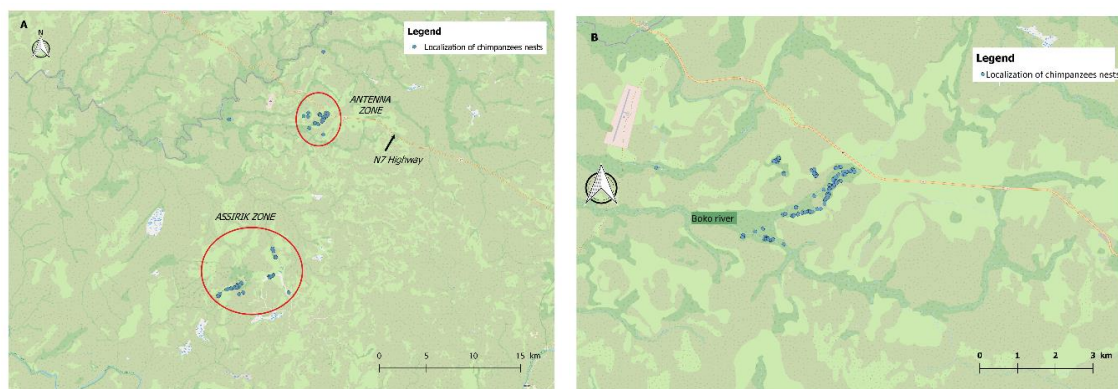 A
N
Legend
Localization of chimpanzees nests
ANTENNA
ZONE
N7 Highway
ASSIRIK ZONE
0 5 10 15 km
B
Legend
Localization of chimpanzees nests
Boko river
0 1 2 3 km